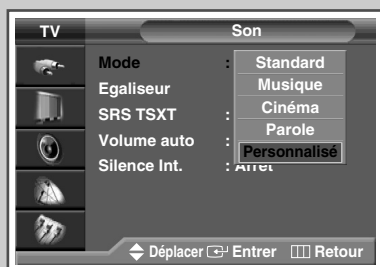 TV Son
Mode : Standard
Musique
Egaliseur
Cinéma
SRS TSXT :
Parole
Volume auto :
Personnalisé
Silence Int. : Arrêt
Déplacer Entrer Retour